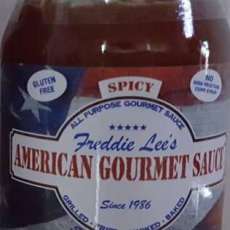 SPICY
GLUTEN
FREE
NO
HIGH FRUCTOSE
CORN SYRUP
ALL PURPOSE GOURMET SAUCE
Freddie Lee's
AMERICAN GOURMET SAUCE
Since 1986
GRILLED
BAKED